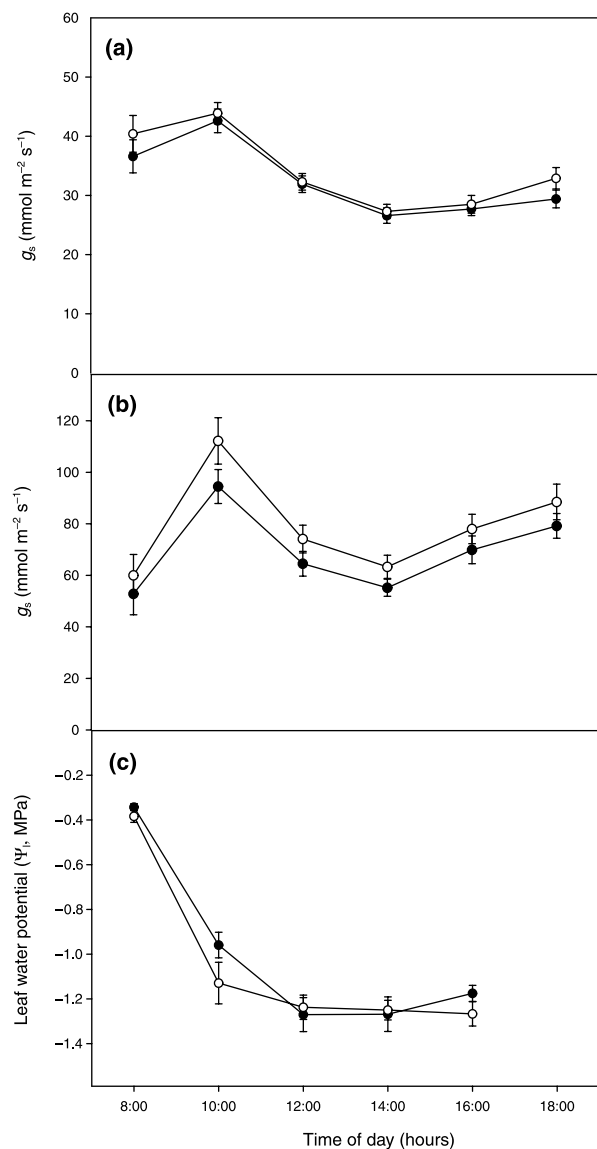 60
(a)
50
40
30
20
10
0
gs (mmol m−2 s−1)
(b)
120
100
80
60
40
20
0
gs (mmol m−2 s−1)
(c)
−0.2
−0.4
−0.6
−0.8
−1.0
−1.2
−1.4
Leaf water potential (Ψl, MPa)
8:00 10:00 12:00 14:00 16:00 18:00
Time of day (hours)